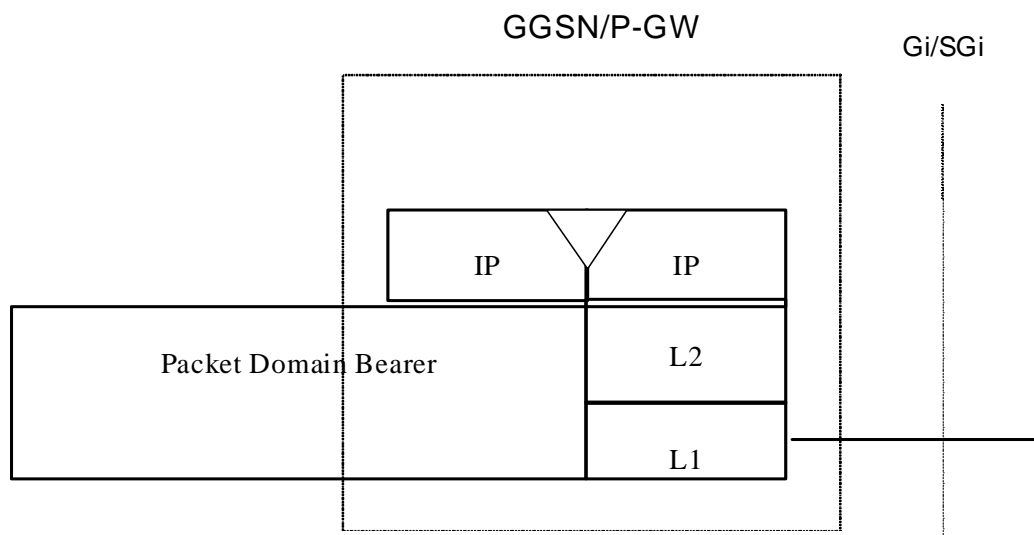 GGSN/P-GW
Gi/SGi
IP
IP
Packet Domain Bearer
L2
L1